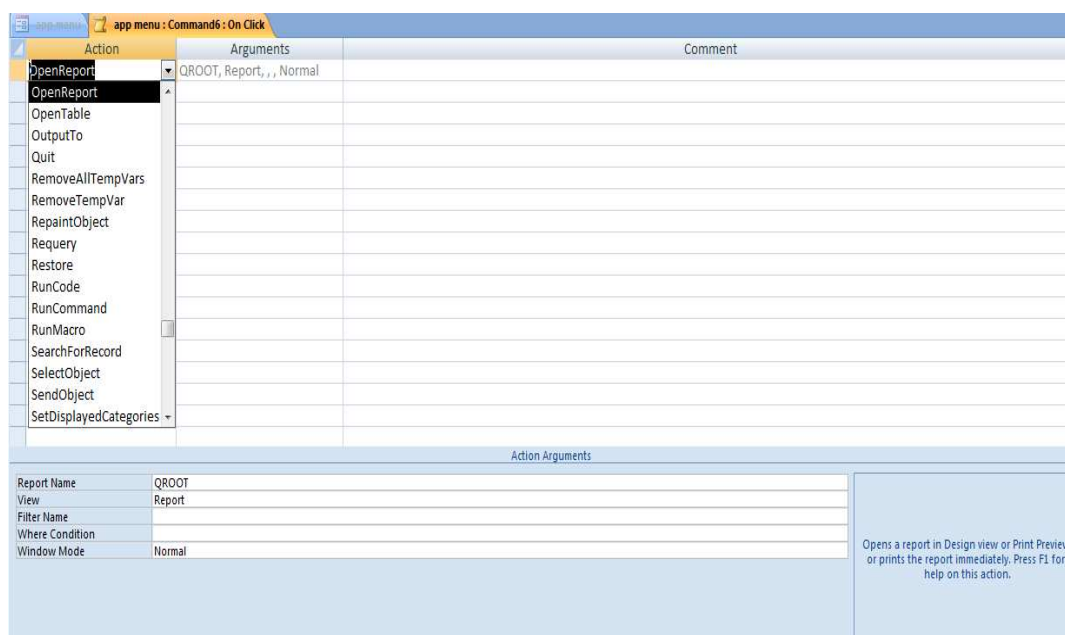 app menu app menu : Command6 : On Click
Action Arguments Comment
OpenReport QROOT, Report, , , Normal
OpenReport
OpenTable
OutputTo
Quit
RemoveAllTempVars
RemoveTempVar
RepaintObject
Requery
Restore
RunCode
RunCommand
RunMacro
SearchForRecord
SelectObject
SendObject
SetDisplayedCategories
Action Arguments
Report Name QROOT
View Report
Filter Name
Where Condition
Window Mode Normal
Opens a report in Design view or Print Preview
or prints the report immediately. Press F1 for
help on this action.